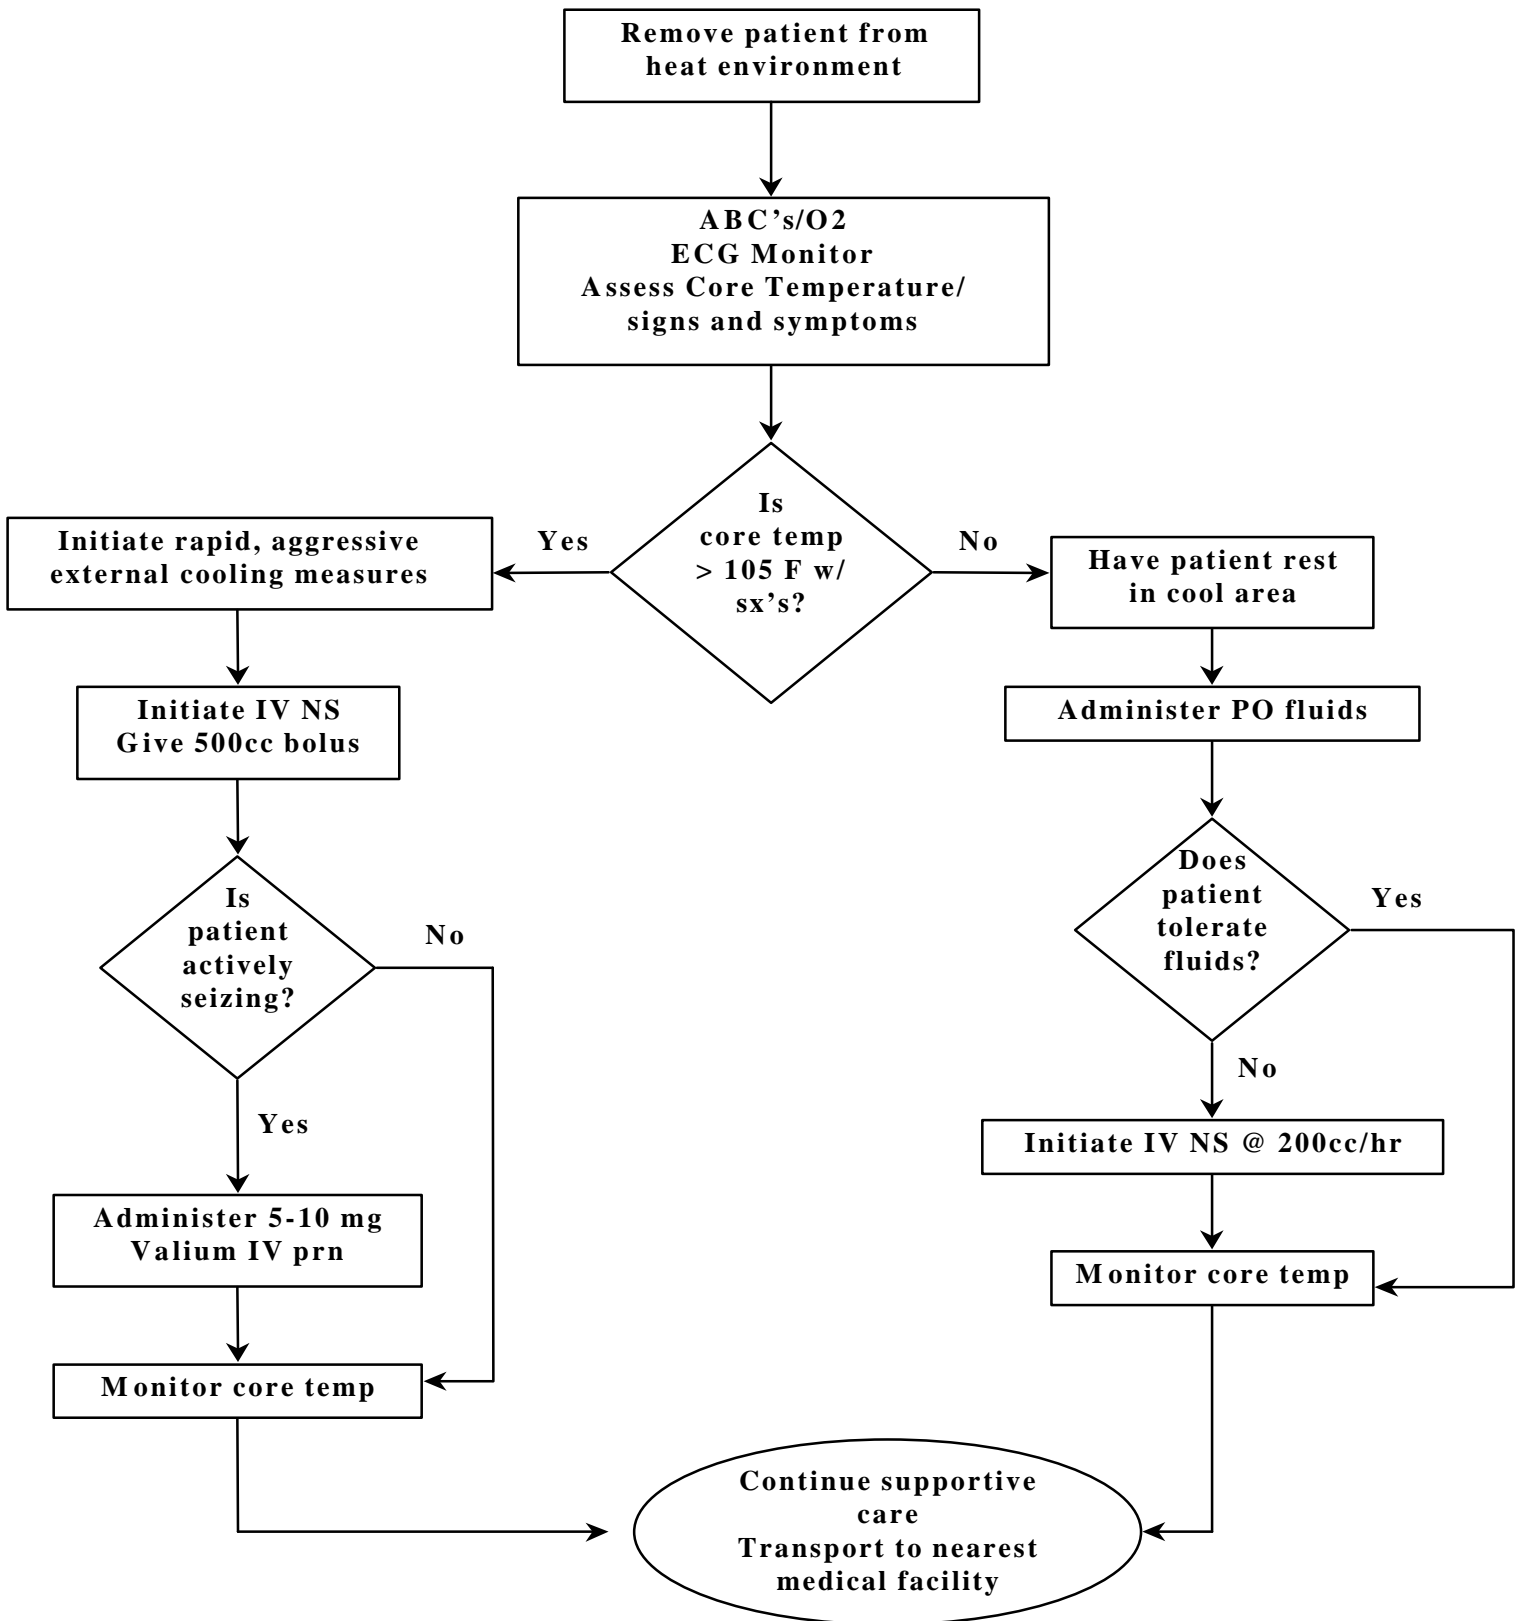 Remove patient from
heat environment
ABC's/O2
ECG Monitor
Assess Core Temperature/
signs and symptoms
Is
core temp
> 105 F w/
sx's?
Yes
No
Initiate rapid, aggressive
external cooling measures
Initiate IV NS
Give 500cc bolus
Is
patient
actively
seizing?
No
Yes
Administer 5-10 mg
Valium IV prn
Monitor core temp
Have patient rest
in cool area
Administer PO fluids
Does
patient
tolerate
fluids?
Yes
No
Initiate IV NS @ 200cc/hr
Monitor core temp
Continue supportive
care
Transport to nearest
medical facility